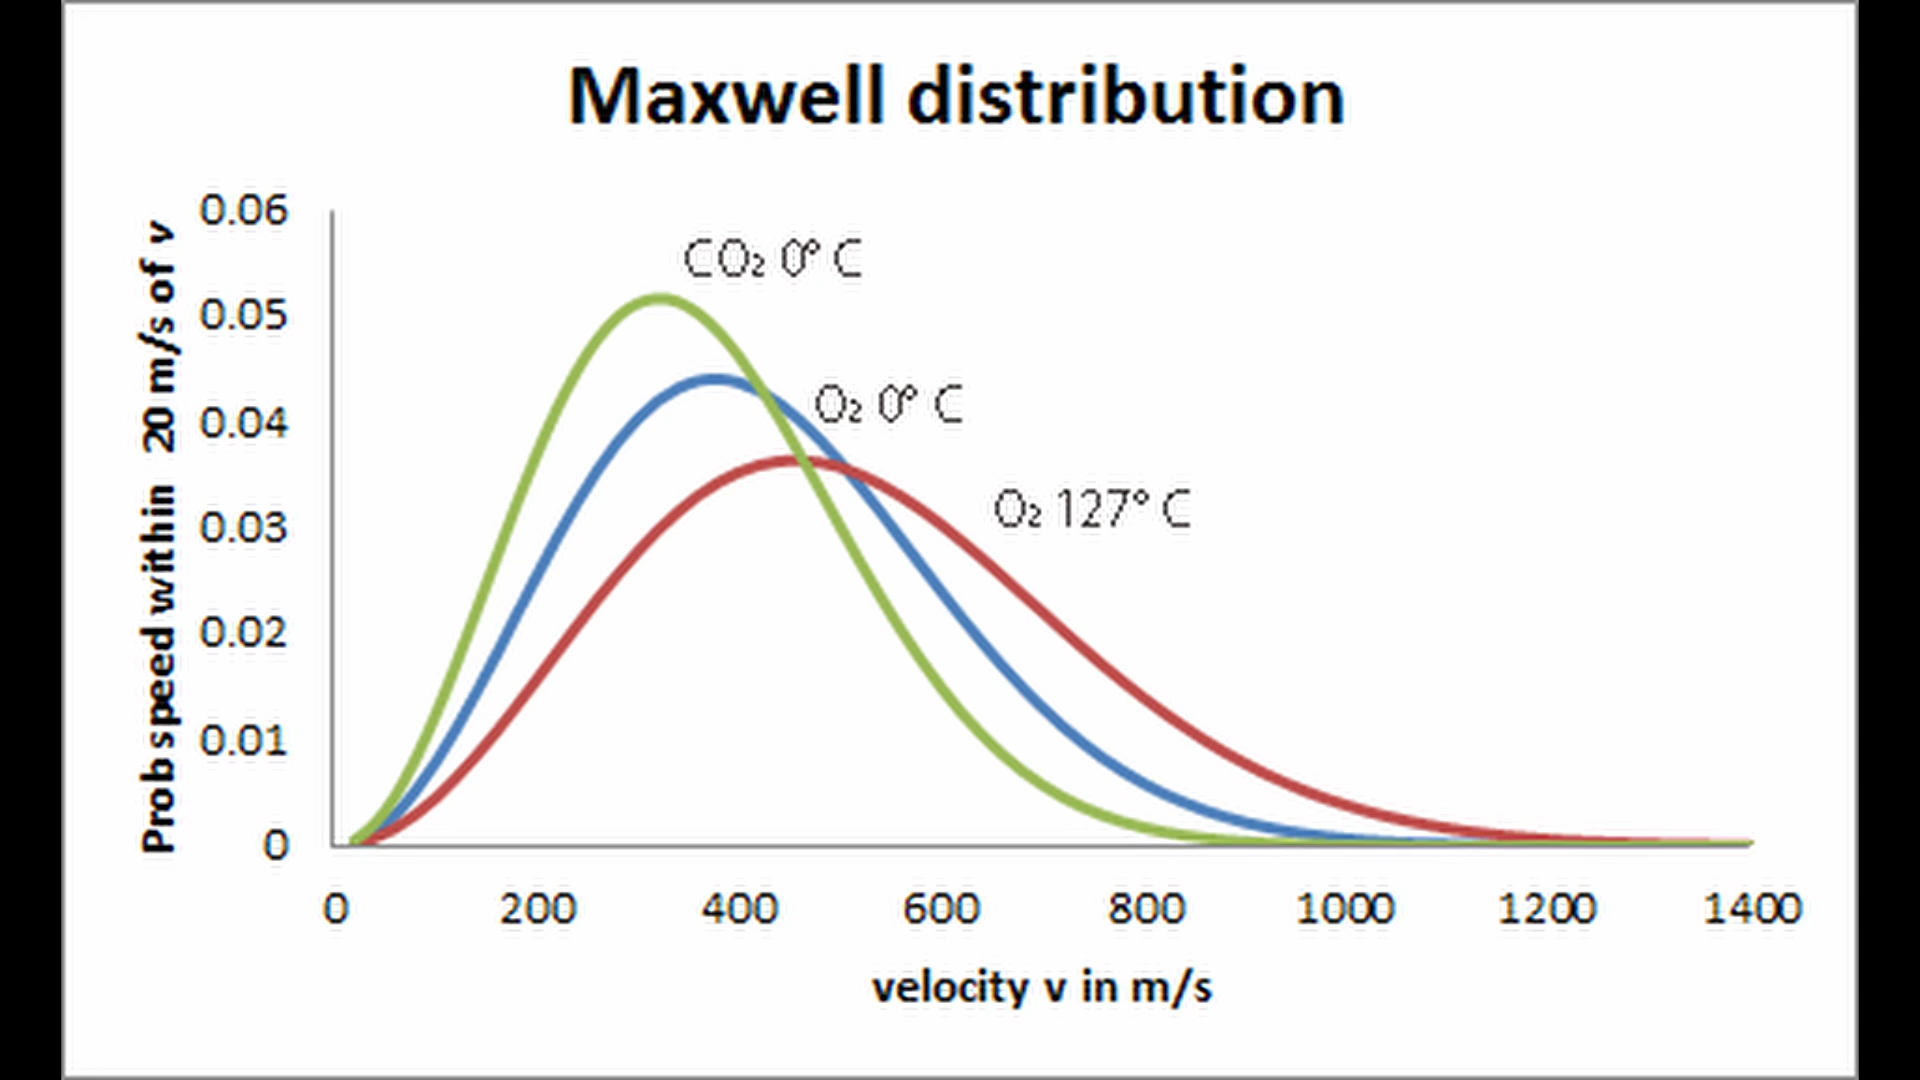 Maxwell distribution
Prob speed within 20 m/s of v
0.06
0.05
0.04
0.03
0.02
0.01
0
CO₂ 0° C
O₂ 0° C
O₂ 127° C
0 200 400 600 800 1000 1200 1400
velocity v in m/s